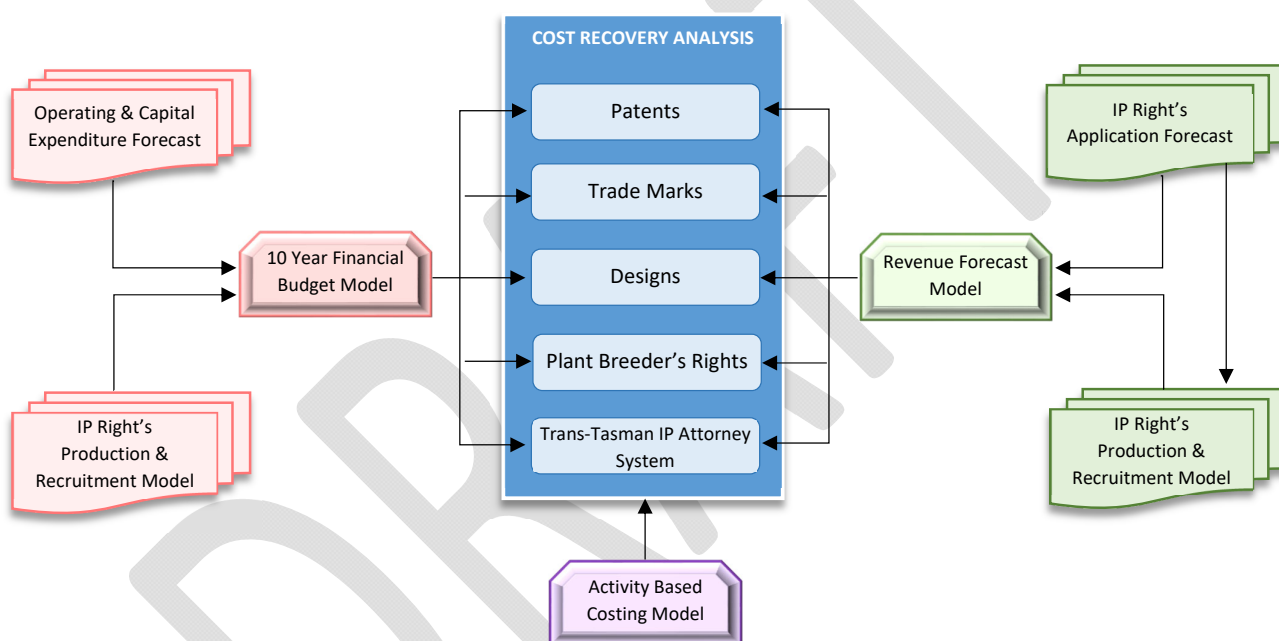 COST RECOVERY ANALYSIS
Operating & Capital
Expenditure Forecast
IP Right's
Production &
Recruitment Model
10 Year Financial
Budget Model
Patents
Trade Marks
Designs
Plant Breeder’s Rights
Trans-Tasman IP Attorney
System
Activity Based
Costing Model
Revenue Forecast
Model
IP Right’s
Application Forecast
IP Right’s
Production &
Recruitment Model
DRAFT